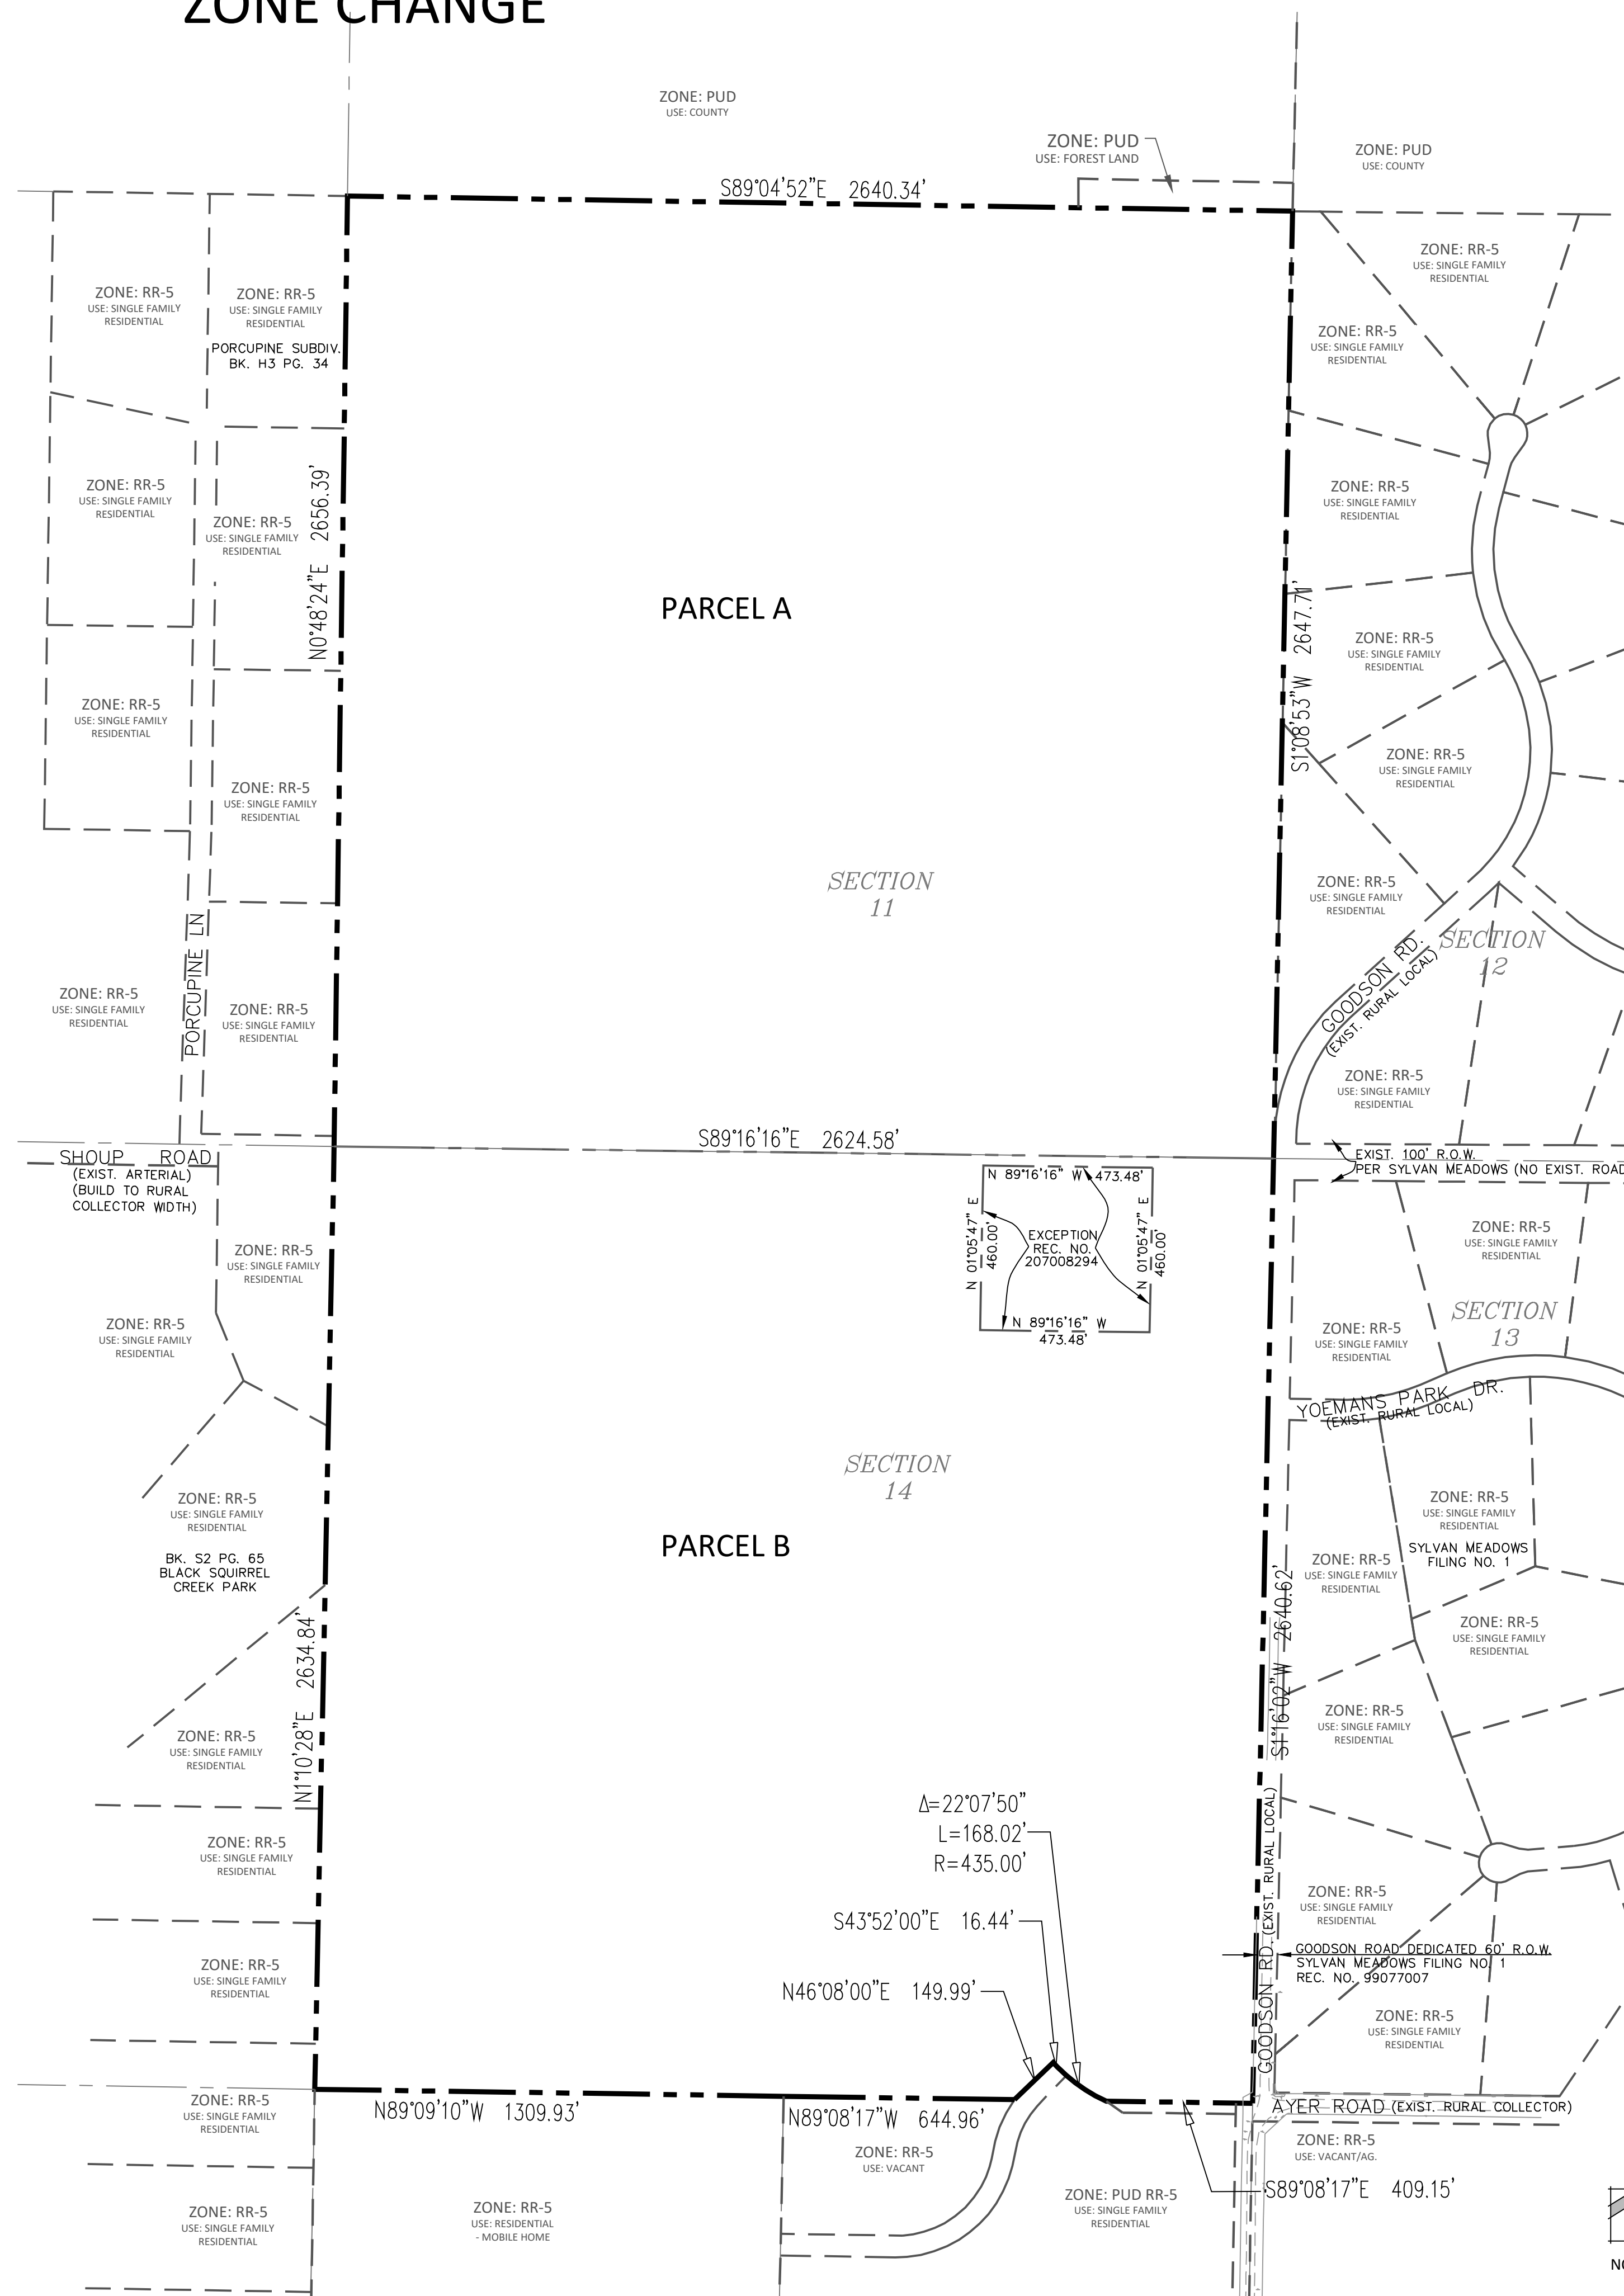 ZONE CHANGE
ZONE: PUD
USE: COUNTY
ZONE: PUD
USE: FOREST LAND
ZONE: PUD
USE: COUNTY
S89°04'52"E 2640.34'
ZONE: RR-5
USE: SINGLE FAMILY
RESIDENTIAL
ZONE: RR-5
USE: SINGLE FAMILY
RESIDENTIAL
PORCUPINE SUBDIV.
BK. H3 PG. 34
ZONE: RR-5
USE: SINGLE FAMILY
RESIDENTIAL
ZONE: RR-5
USE: SINGLE FAMILY
RESIDENTIAL
ZONE: RR-5
USE: SINGLE FAMILY
RESIDENTIAL
ZONE: RR-5
USE: SINGLE FAMILY
RESIDENTIAL
N0°48'24"E 2656.39'
ZONE: RR-5
USE: SINGLE FAMILY
RESIDENTIAL
ZONE: RR-5
USE: SINGLE FAMILY
RESIDENTIAL
PARCEL A
S1°08'53"W 2647.71'
ZONE: RR-5
USE: SINGLE FAMILY
RESIDENTIAL
ZONE: RR-5
USE: SINGLE FAMILY
RESIDENTIAL
ZONE: RR-5
USE: SINGLE FAMILY
RESIDENTIAL
ZONE: RR-5
USE: SINGLE FAMILY
RESIDENTIAL
SECTION
11
ZONE: RR-5
USE: SINGLE FAMILY
RESIDENTIAL
SECTION
12
GOODSON RD.
(EXIST. RURAL LOCAL)
PORCUPINE LN
ZONE: RR-5
USE: SINGLE FAMILY
RESIDENTIAL
ZONE: RR-5
USE: SINGLE FAMILY
RESIDENTIAL
ZONE: RR-5
USE: SINGLE FAMILY
RESIDENTIAL
S89°16'16"E 2624.58'
SHOUP ROAD
(EXIST. ARTERIAL)
(BUILD TO RURAL
COLLECTOR WIDTH)
EXIST. 100' R.O.W.
PER SYLVAN MEADOWS (NO EXIST. ROAD
N 89°16'16" W 473.48'
N 01°05'47" E
460.00'
EXCEPTION
REC. NO.
207008294
N 01°05'47" E
460.00'
N 89°16'16" W
473.48'
ZONE: RR-5
USE: SINGLE FAMILY
RESIDENTIAL
ZONE: RR-5
USE: SINGLE FAMILY
RESIDENTIAL
ZONE: RR-5
USE: SINGLE FAMILY
RESIDENTIAL
ZONE: RR-5
USE: SINGLE FAMILY
RESIDENTIAL
SECTION
13
YOEMANS PARK DR.
(EXIST. RURAL LOCAL)
SECTION
14
ZONE: RR-5
USE: SINGLE FAMILY
RESIDENTIAL
BK. S2 PG. 65
BLACK SQUIRREL
CREEK PARK
PARCEL B
ZONE: RR-5
USE: SINGLE FAMILY
RESIDENTIAL
SYLVAN MEADOWS
FILING NO. 1
ZONE: RR-5
USE: SINGLE FAMILY
RESIDENTIAL
ZONE: RR-5
USE: SINGLE FAMILY
RESIDENTIAL
N1°10'28"E 2634.84'
S1°16'02"W 2640.62'
ZONE: RR-5
USE: SINGLE FAMILY
RESIDENTIAL
ZONE: RR-5
USE: SINGLE FAMILY
RESIDENTIAL
ZONE: RR-5
USE: SINGLE FAMILY
RESIDENTIAL
Δ=22°07'50"
L=168.02'
R=435.00'
S43°52'00"E 16.44'
N46°08'00"E 149.99'
GOODSON RD. (EXIST. RURAL LOCAL)
ZONE: RR-5
USE: SINGLE FAMILY
RESIDENTIAL
GOODSON ROAD DEDICATED 60' R.O.W.
SYLVAN MEADOWS FILING NO. 1
REC. NO. 99077007
ZONE: RR-5
USE: SINGLE FAMILY
RESIDENTIAL
ZONE: RR-5
USE: SINGLE FAMILY
RESIDENTIAL
N89°09'10"W 1309.93'
N89°08'17"W 644.96'
AYER ROAD (EXIST. RURAL COLLECTOR)
ZONE: RR-5
USE: SINGLE FAMILY
RESIDENTIAL
ZONE: RR-5
USE: VACANT
ZONE: RR-5
USE: VACANT/AG.
S89°08'17"E 409.15'
ZONE: RR-5
USE: SINGLE FAMILY
RESIDENTIAL
ZONE: RR-5
USE: RESIDENTIAL
- MOBILE HOME
ZONE: PUD RR-5
USE: SINGLE FAMILY
RESIDENTIAL